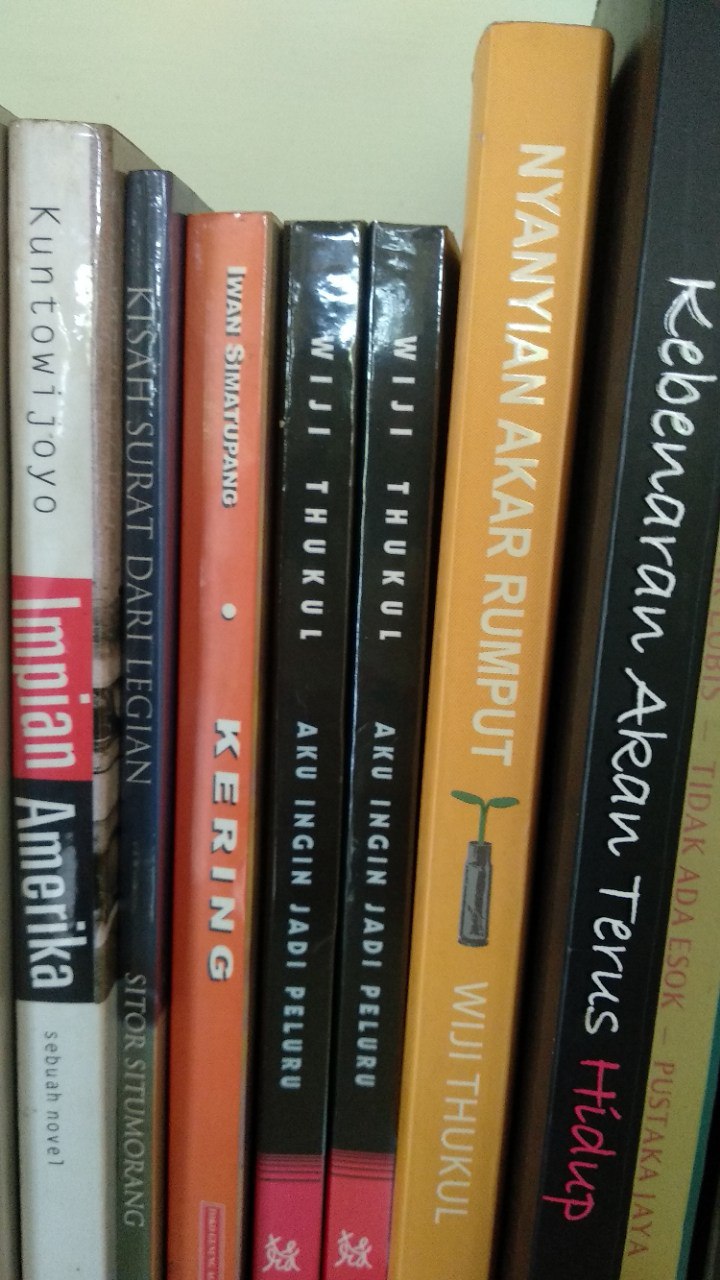 Kuntowijoyo Impian Amerika sebuah novel
KISAH SURAT DARI LEGIAN SITOR SITUMORANG
IWAN SIMATUPANG • KERING
WIJI THUKUL AKU INGIN JADI PELURU
WIJI THUKUL AKU INGIN JADI PELURU
NYANYIAN AKAR RUMPUT WIJI THUKUL
Kebenaran Akan Terus Hidup
– TIDAK ADA ESOK – PUSTAKA JAYA